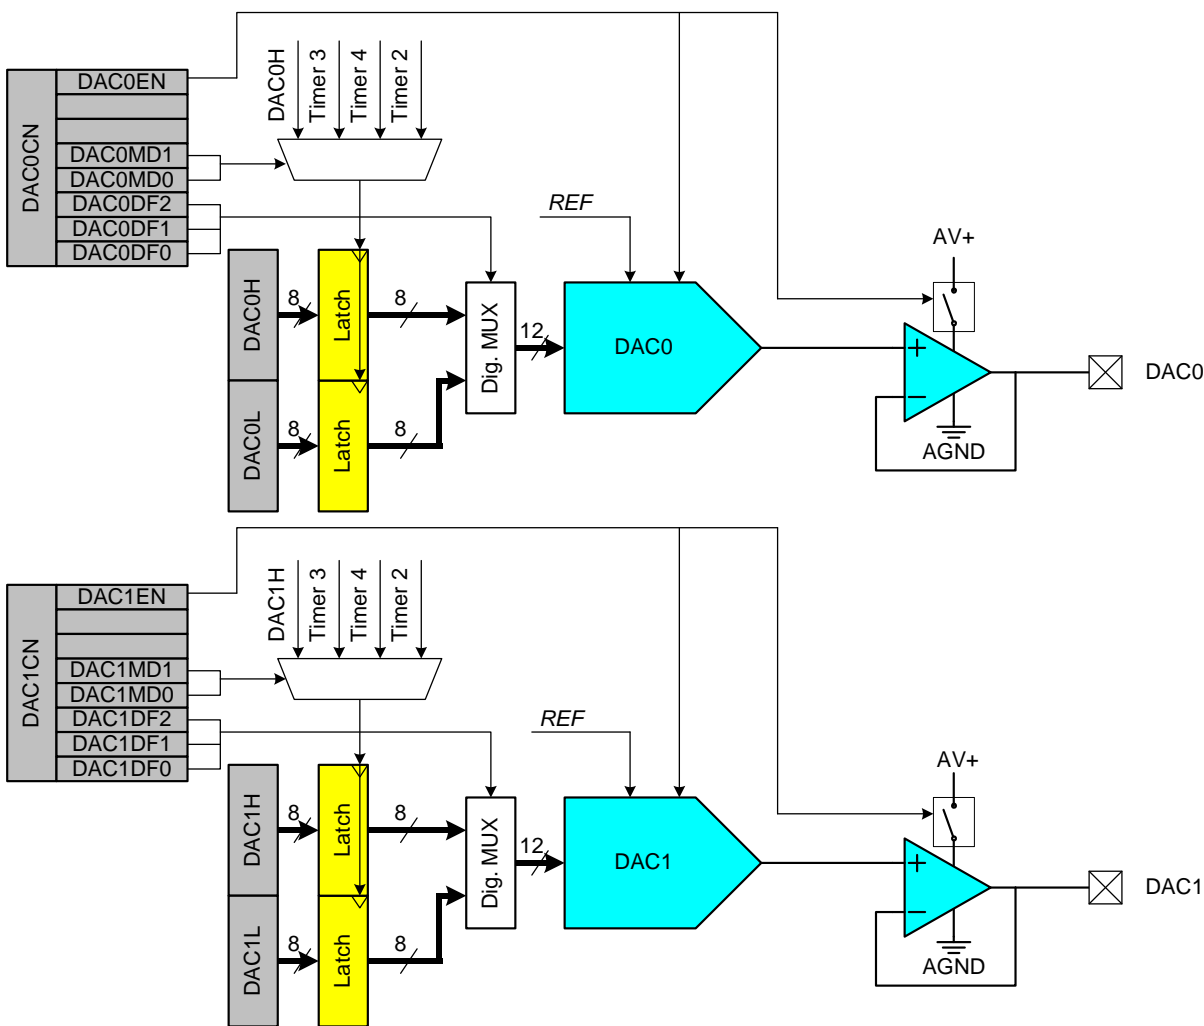 DAC0CN
DAC0EN
DAC0MD1
DAC0MD0
DAC0DF2
DAC0DF1
DAC0DF0
DAC0H
Timer 3
Timer 4
Timer 2
REF
AV+
DAC0H
8
Latch
8
Dig. MUX
12
DAC0
+
−
DAC0
AGND
DAC0L
8
Latch
8
DAC1CN
DAC1EN
DAC1MD1
DAC1MD0
DAC1DF2
DAC1DF1
DAC1DF0
DAC1H
Timer 3
Timer 4
Timer 2
REF
AV+
DAC1H
8
Latch
8
Dig. MUX
12
DAC1
+
−
DAC1
AGND
DAC1L
8
Latch
8